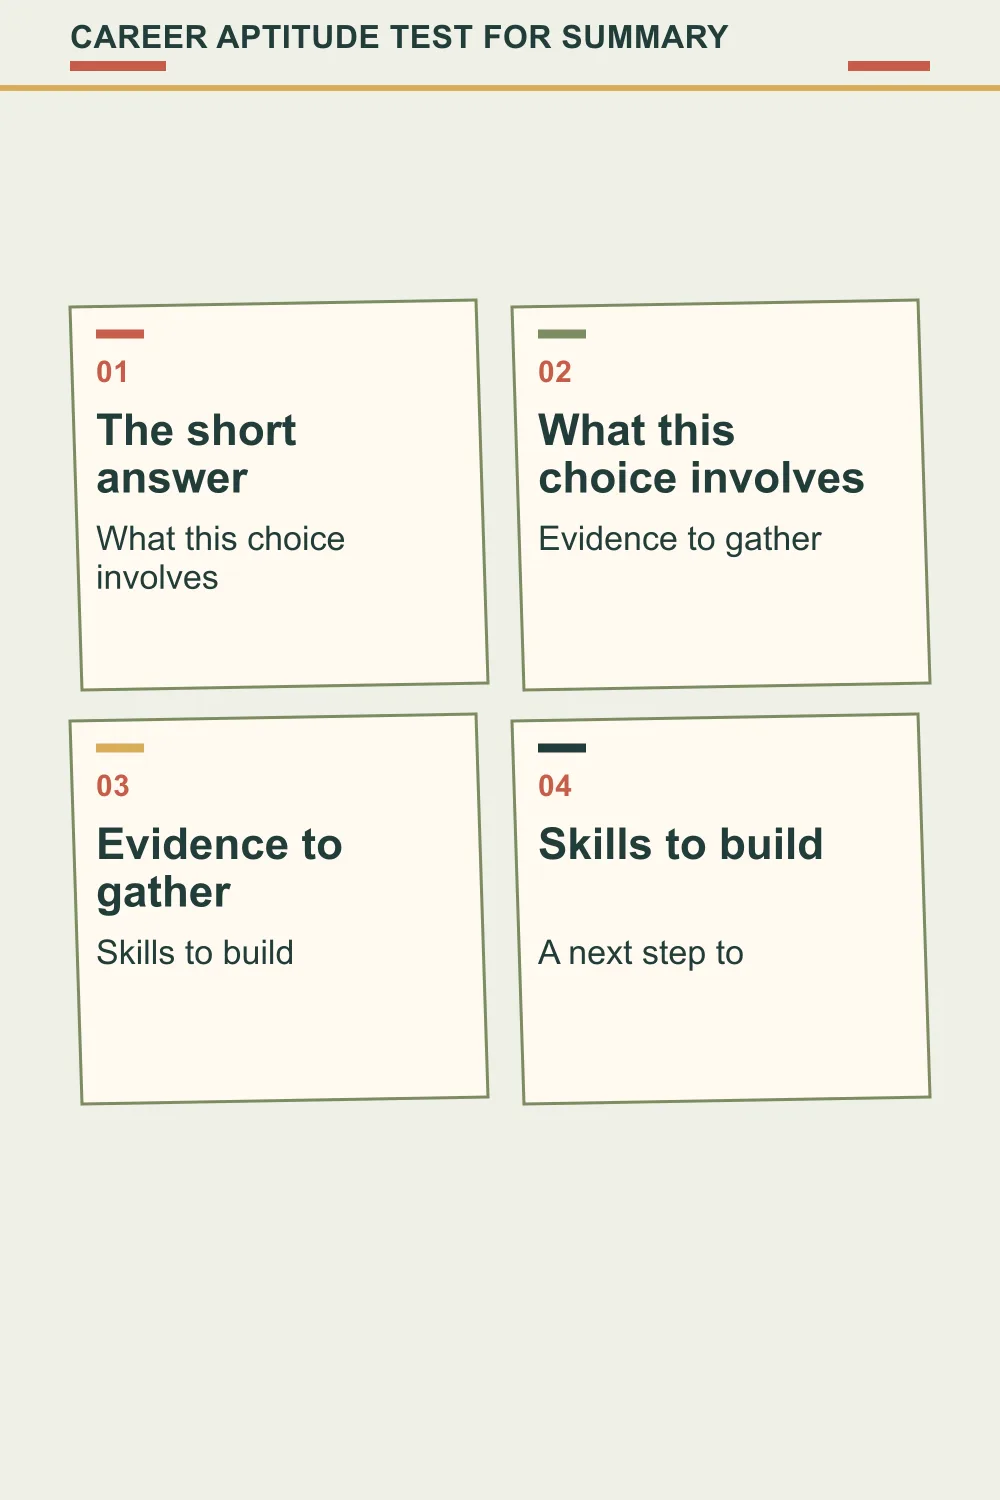 CAREER APTITUDE TEST FOR SUMMARY
01
The short
answer
What this choice
involves
02
What this
choice involves
Evidence to gather
03
Evidence to
gather
Skills to build
04
Skills to build
A next step to